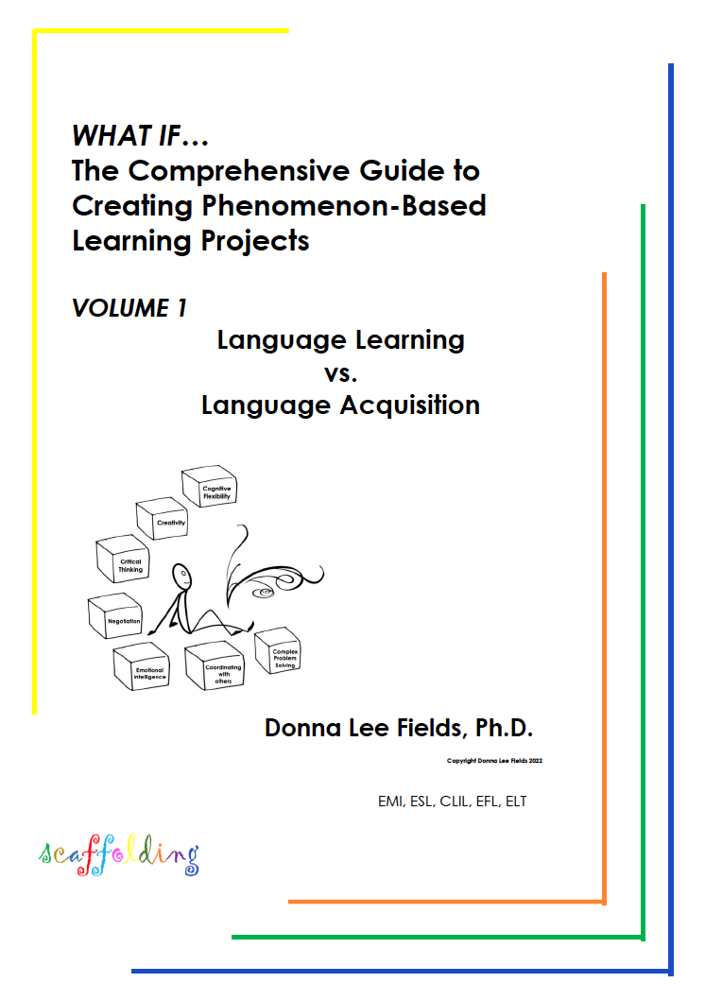 WHAT IF…
The Comprehensive Guide to
Creating Phenomenon-Based
Learning Projects
VOLUME 1
Language Learning
vs.
Language Acquisition
Cognitive
Flexibility
Creativity
Critical
Thinking
Negotiation
Emotional
Intelligence
Coordinating
with
others
Complex
Problem
Solving
Donna Lee Fields, Ph.D.
Copyright Donna Lee Fields 2022
EMI, ESL, CLIL, EFL, ELT
scaffolding